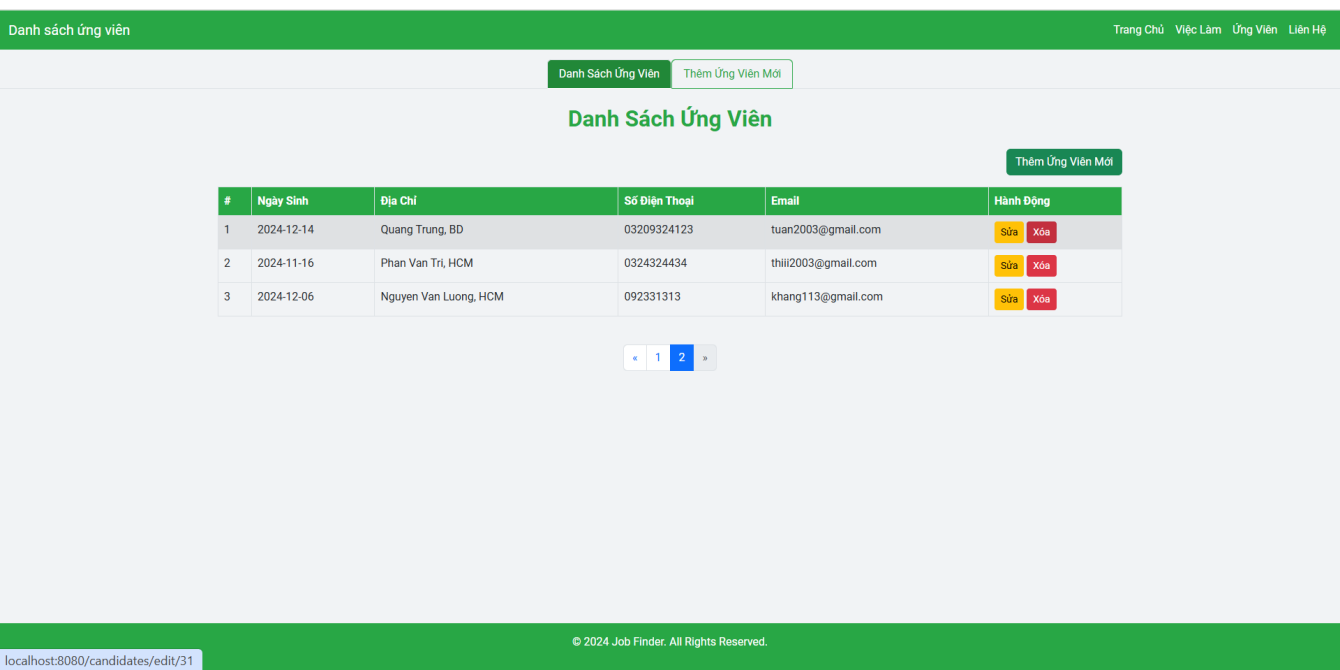 Danh sách ứng viên Trang Chủ Việc Làm Ứng Viên Liên Hệ
Danh Sách Ứng Viên Thêm Ứng Viên Mới
Danh Sách Ứng Viên
Thêm Ứng Viên Mới
# Ngày Sinh Địa Chỉ Số Điện Thoại Email Hành Động
1 2024-12-14 Quang Trung, BD 03209324123 tuan2003@gmail.com Sửa Xóa
2 2024-11-16 Phan Van Tri, HCM 0324324434 thiii2003@gmail.com Sửa Xóa
3 2024-12-06 Nguyen Van Luong, HCM 092331313 khang113@gmail.com Sửa Xóa
« 1 2 »
© 2024 Job Finder. All Rights Reserved.
localhost:8080/candidates/edit/31